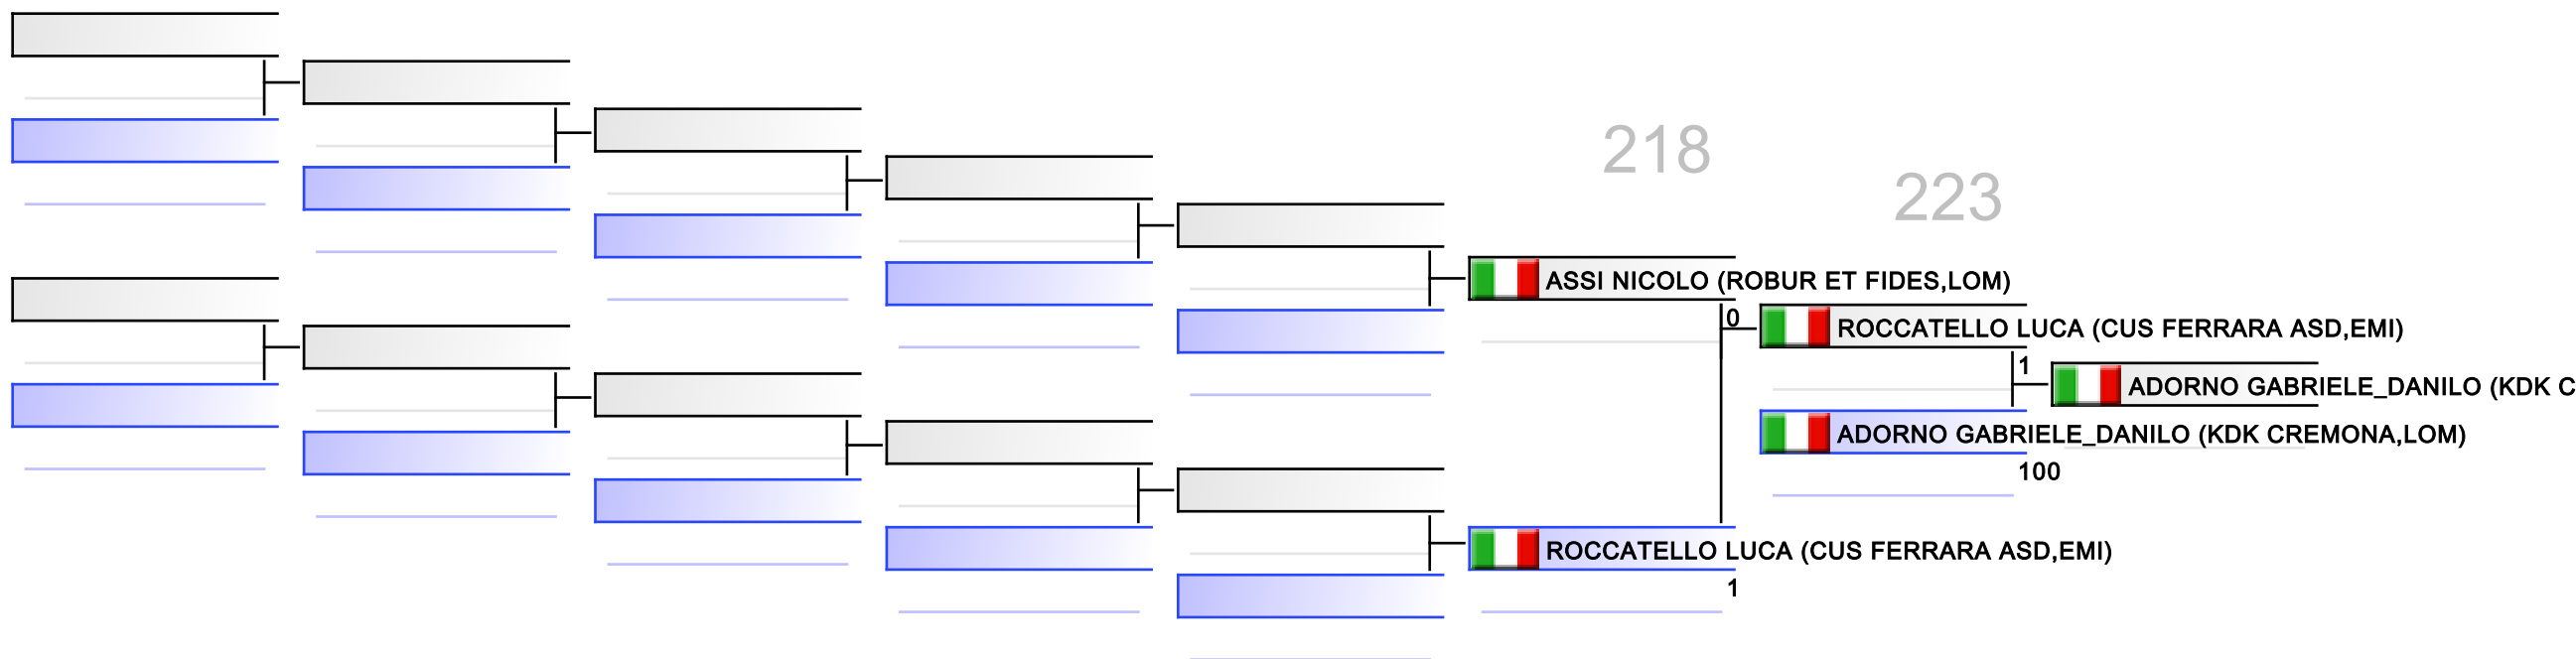 218
223
ASSI NICOLO (ROBUR ET FIDES,LOM)
0
ROCCATELLO LUCA (CUS FERRARA ASD,EMI)
1
ADORNO GABRIELE_DANILO (KDK C
ADORNO GABRIELE_DANILO (KDK CREMONA,LOM)
100
ROCCATELLO LUCA (CUS FERRARA ASD,EMI)
1